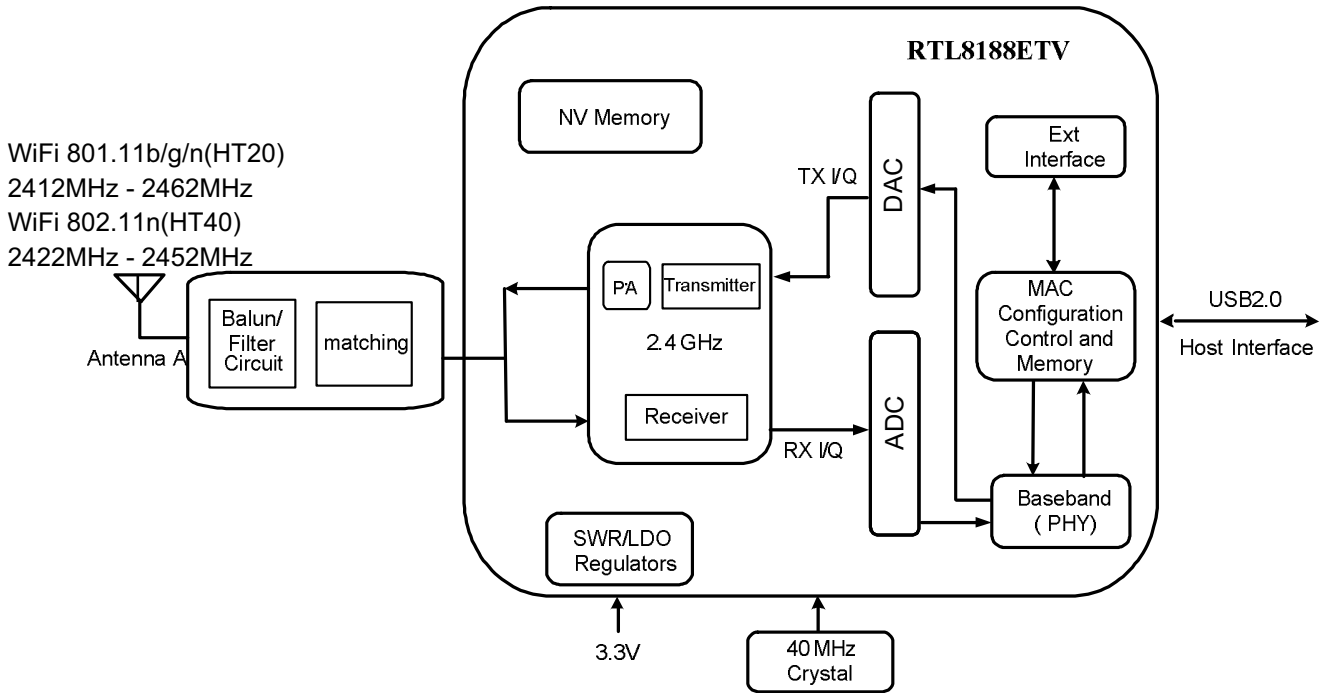 RTL8188ETV
NV Memory
Ext
Interface
WiFi 801.11b/g/n(HT20)
2412MHz - 2462MHz
WiFi 802.11n(HT40)
2422MHz - 2452MHz
TX I/Q
DAC
PA
Transmitter
2.4 GHz
Receiver
MAC
Configuration
Control and
Memory
USB2.0
Host Interface
Antenna A
Balun/
Filter
Circuit
matching
RX I/Q
ADC
Baseband
( PHY)
SWR/LDO
Regulators
3.3V
40 MHz
Crystal